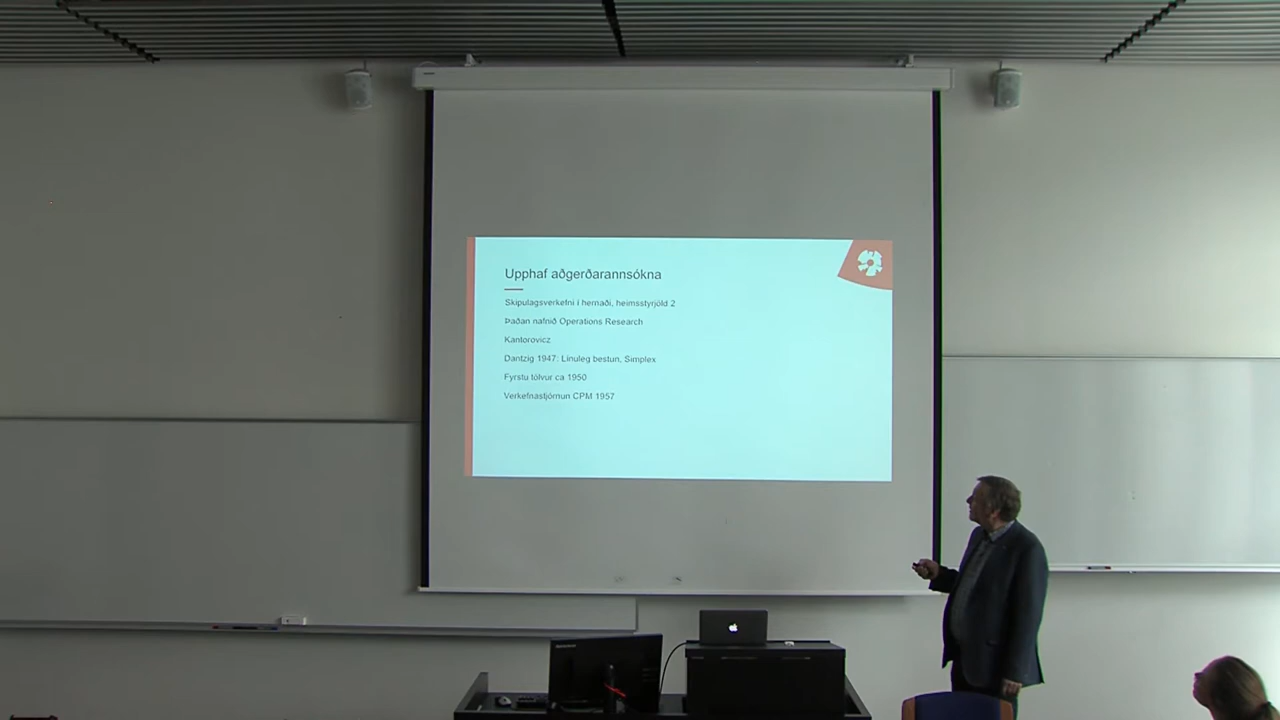 Upphaf aðgerðarannsókna
Skipulagsverkefni í hernaði, heimsstyrjöld 2
Þaðan nafnið Operations Research
Kantorovicz
Dantzig 1947: Línuleg bestun, Simplex
Fyrstu tölvur ca 1950
Verkefnastjórnun CPM 1957